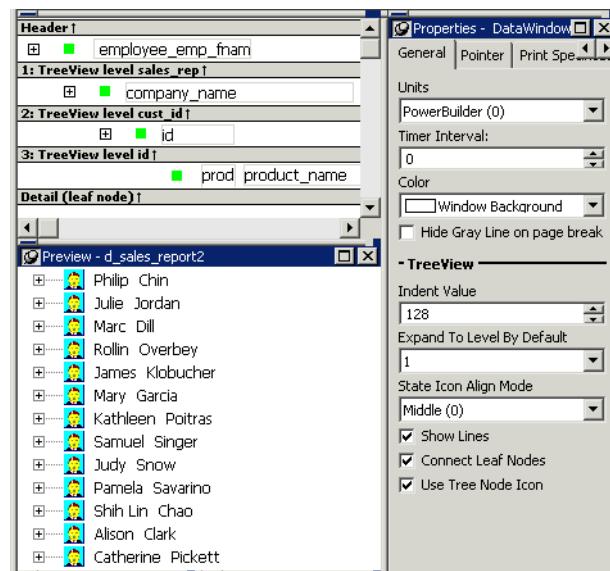 Header ↑
employee_emp_fnam
1: TreeView level sales_rep ↑
company_name
2: TreeView level cust_id ↑
id
3: TreeView level id ↑
prod product_name
Detail (leaf node) ↑
Preview - d_sales_report2
Philip Chin
Julie Jordan
Marc Dill
Rollin Overbey
James Klobucher
Mary Garcia
Kathleen Poitras
Samuel Singer
Judy Snow
Pamela Savarino
Shih Lin Chao
Alison Clark
Catherine Pickett
Properties - DataWindow
General Pointer Print
Units
PowerBuilder (0)
Timer Interval:
0
Color
Window Background
Hide Gray Line on page break
- TreeView
Indent Value
128
Expand To Level By Default
1
State Icon Align Mode
Middle (0)
Show Lines
Connect Leaf Nodes
Use Tree Node Icon